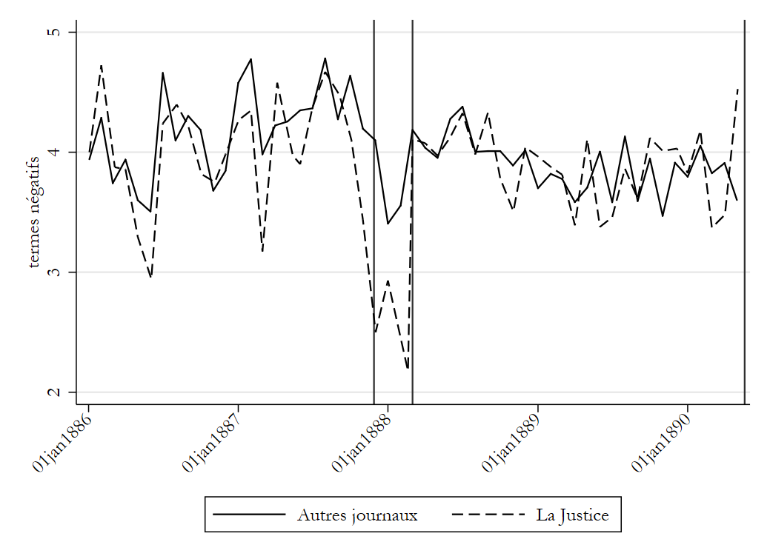 5
4
3
2
termes négatifs
01jan1886
01jan1887
01jan1888
01jan1889
01jan1890
Autres journaux
La Justice